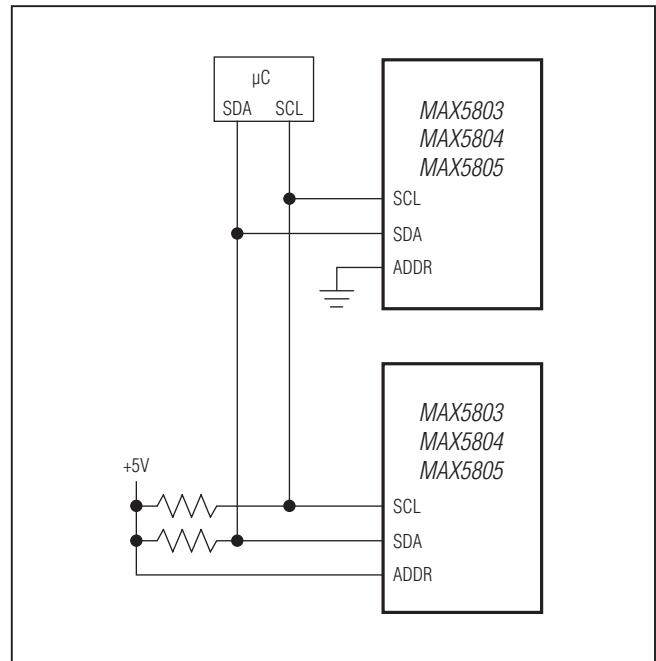 μC
SDA SCL
MAX5803
MAX5804
MAX5805
SCL
SDA
ADDR
MAX5803
MAX5804
MAX5805
+5V
SCL
SDA
ADDR